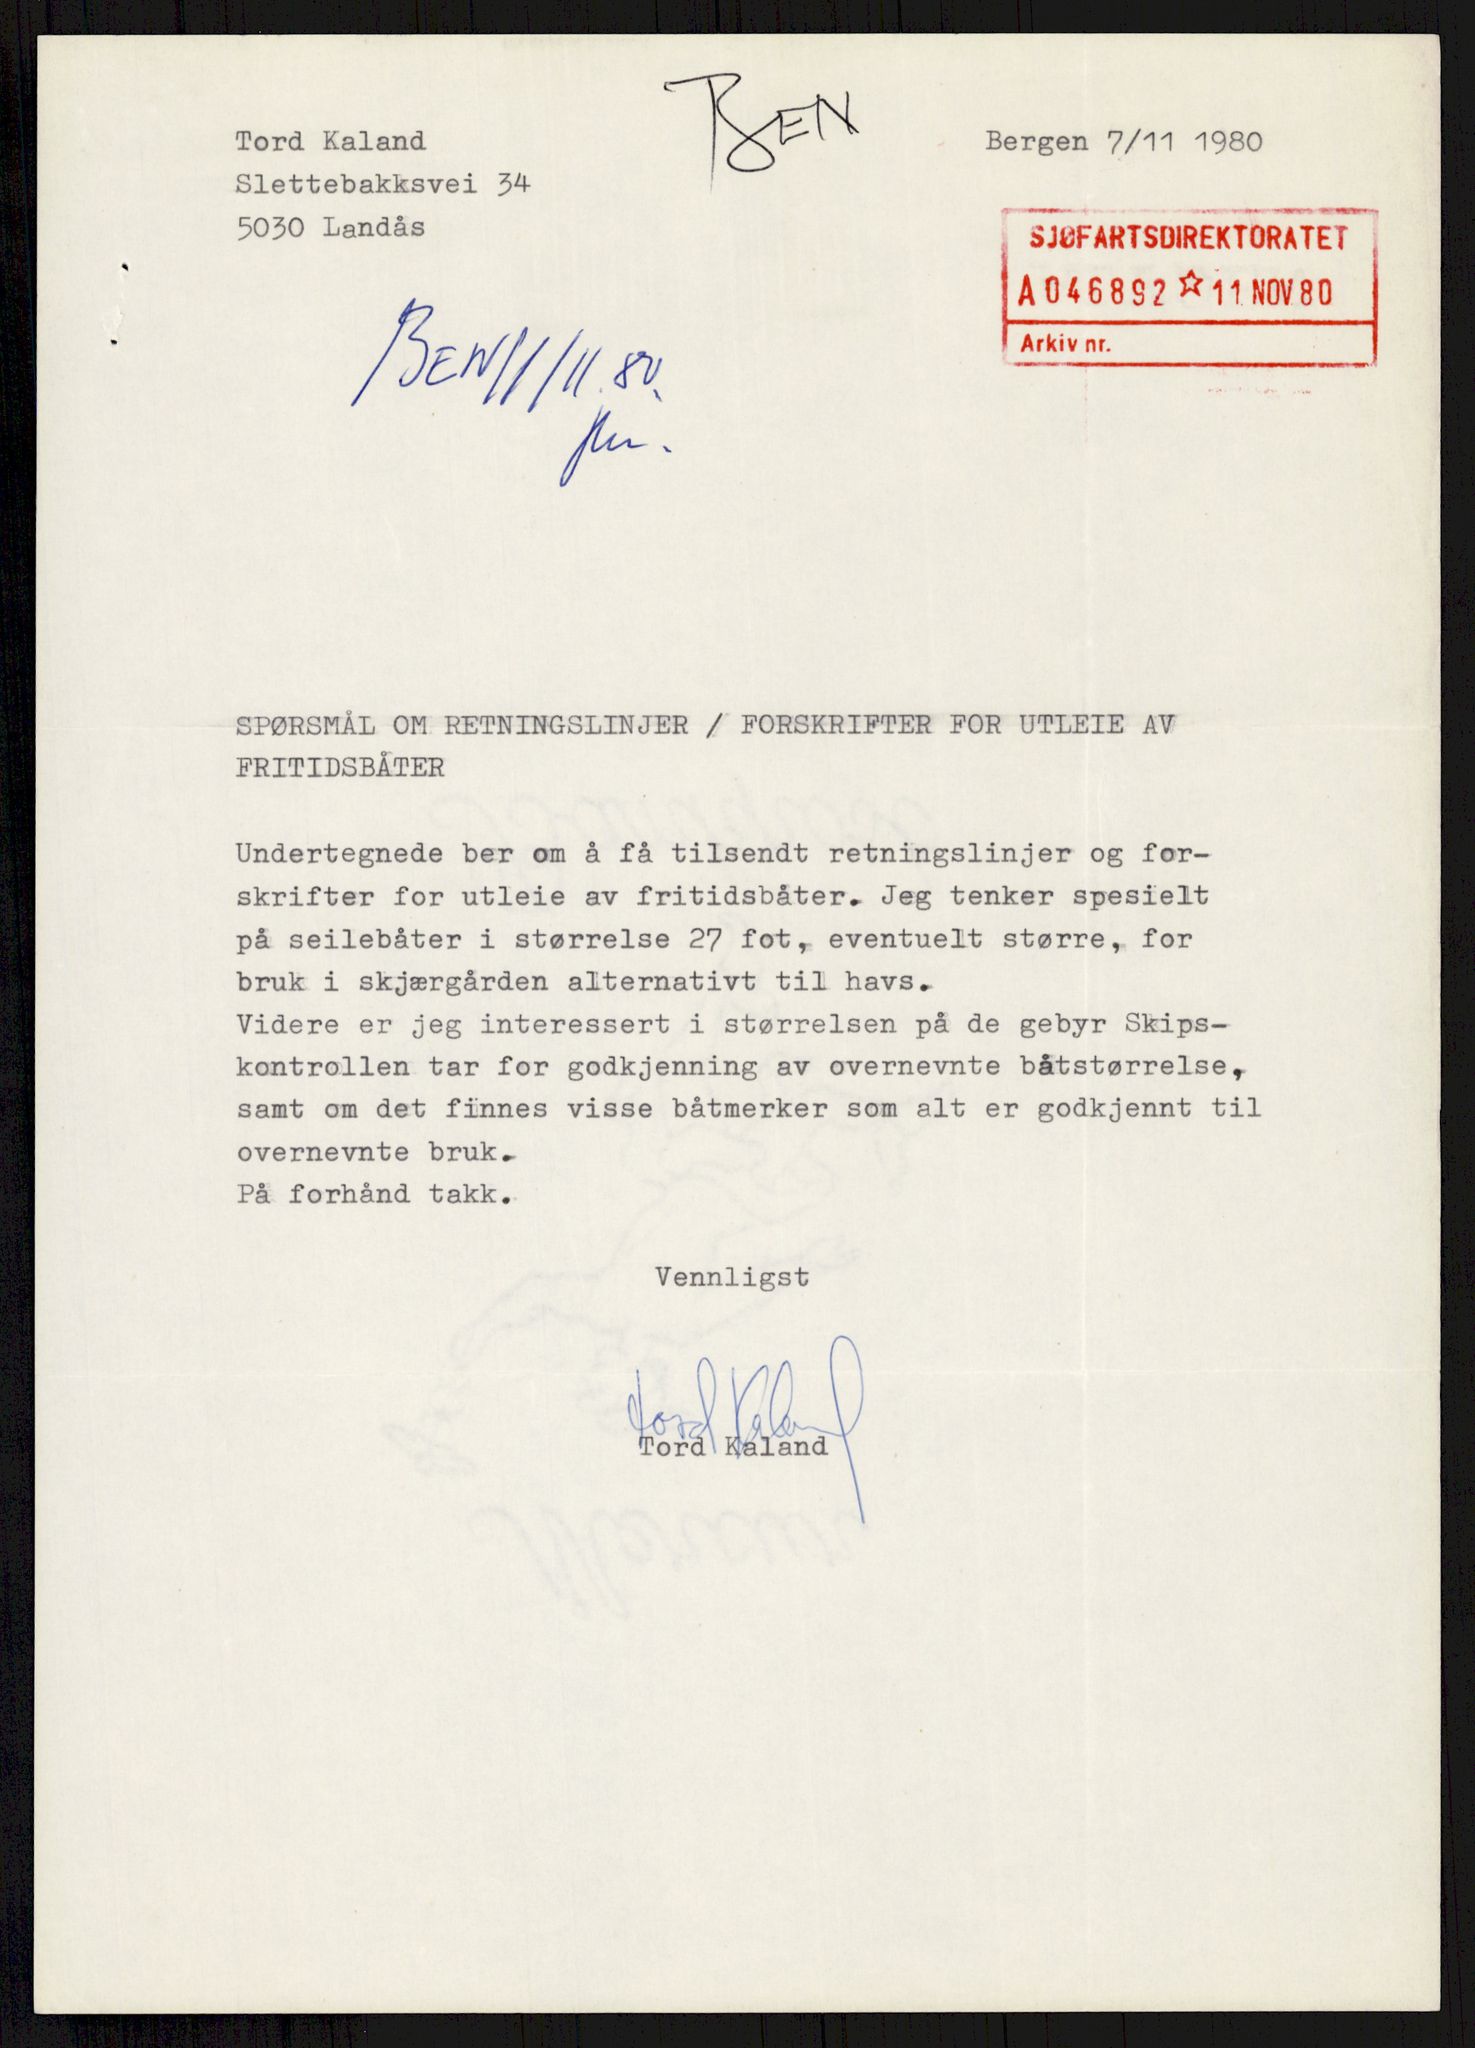 BEN
Tord Kaland
Slettebakksvei 34
5030 Landås
Bergen 7/11 1980
SJØFARTSDIREKTORATET
A046892 ☆ 11 NOV 80
Arkiv nr.
BEN 11/11.80.
SPØRSMÅL OM RETNINGSLINJER / FORSKRIFTER FOR UTLEIE AV
FRITIDSBÅTER
Undertegnede ber om å få tilsendt retningslinjer og for-
skrifter for utleie av fritidsbåter. Jeg tenker spesielt
på seilebåter i størrelse 27 fot, eventuelt større, for
bruk i skjærgården alternativt til havs.
Videre er jeg interessert i størrelsen på de gebyr Skips-
kontrollen tar for godkjenning av overnevnte båtstørrelse,
samt om det finnes visse båtmerker som alt er godkjennt til
overnevnte bruk.
På forhånd takk.
Vennligst
Tord Kaland
Tord Kaland